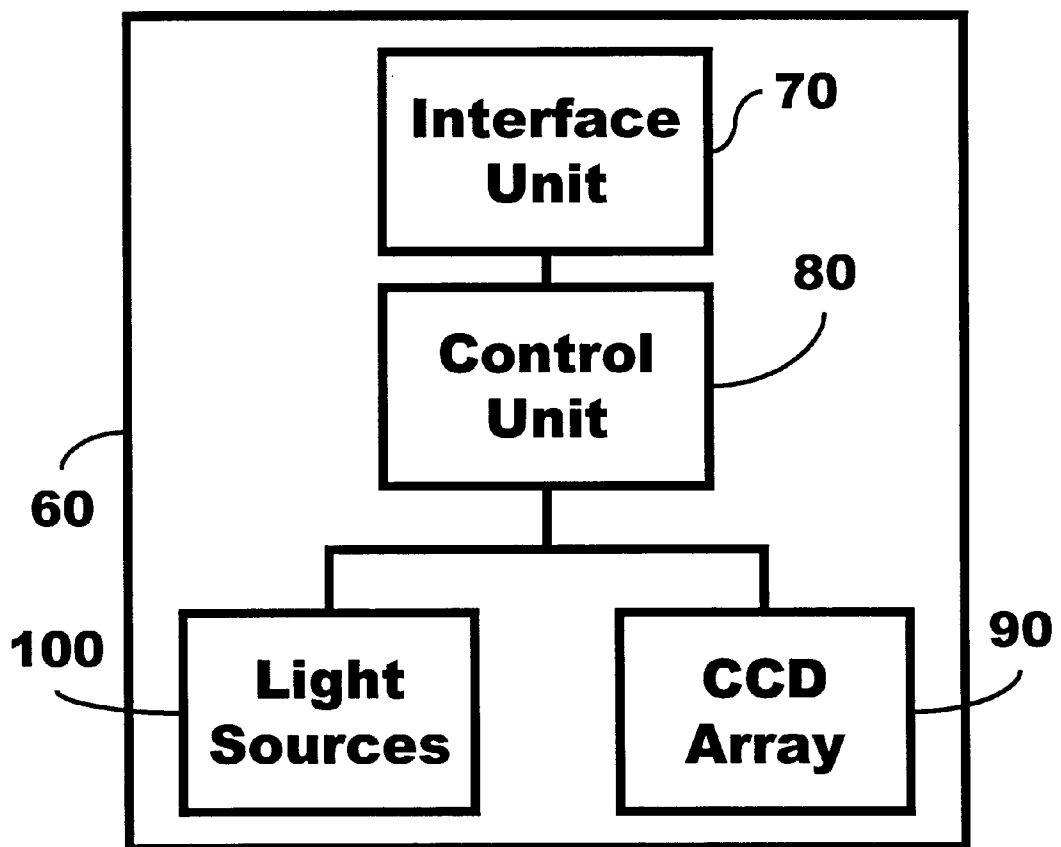 Interface
Unit
70
80
Control
Unit
60
100
Light
Sources
90
CCD
Array